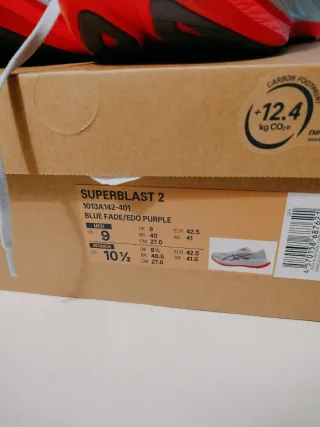 CARBON FOOTPRINT
+12.4
kg CO₂e
SUPERBLAST 2
1013A142-401
BLUE FADE/EDO PURPLE
MEN
US 9
UK 8 EUR 42.5
BR 40 AR 41
CM 27.0
WOMEN
US 10½
UK 8½ EUR 42.5
BR 40.5 AR 41.5
CM 27.0